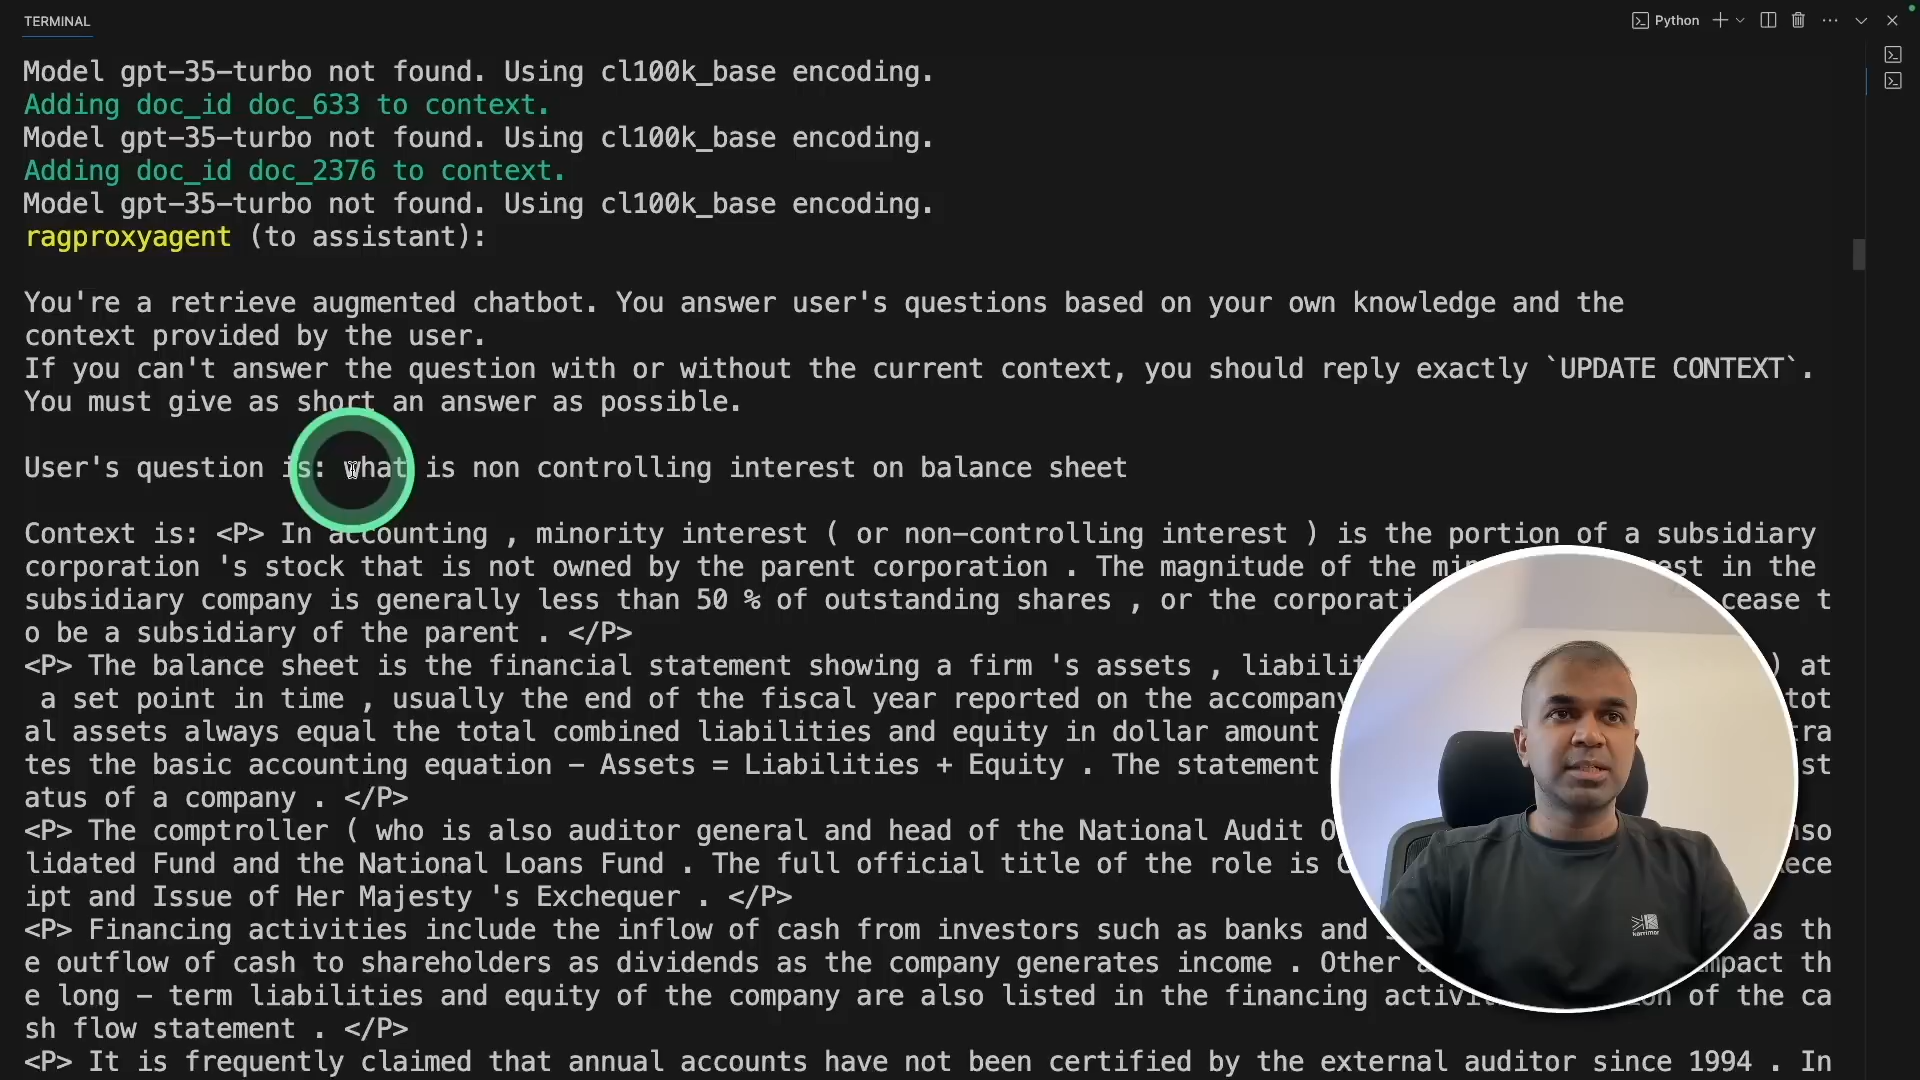 TERMINAL
Python
Model gpt-35-turbo not found. Using cl100k_base encoding.
Adding doc_id doc_633 to context.
Model gpt-35-turbo not found. Using cl100k_base encoding.
Adding doc_id doc_2376 to context.
Model gpt-35-turbo not found. Using cl100k_base encoding.
ragproxyagent (to assistant):
You're a retrieve augmented chatbot. You answer user's questions based on your own knowledge and the
context provided by the user.
If you can't answer the question with or without the current context, you should reply exactly `UPDATE CONTEXT`.
You must give as short an answer as possible.
User's question is: what is non controlling interest on balance sheet
Context is: <P> In accounting , minority interest ( or non-controlling interest ) is the portion of a subsidiary
corporation 's stock that is not owned by the parent corporation . The magnitude of the in the
subsidiary company is generally less than 50 % of outstanding shares , or the cease t
o be a subsidiary of the parent . </P>
<P> The balance sheet is the financial statement showing a firm 's assets , ) at
a set point in time , usually the end of the fiscal year reported on the tot
al assets always equal the total combined liabilities and equity in dollar amount tra
tes the basic accounting equation - Assets = Liabilities + Equity . The statement st
atus of a company . </P>
<P> The comptroller ( who is also auditor general and head of the National Audit nso
lidated Fund and the National Loans Fund . The full official title of the role is ece
ipt and Issue of Her Majesty 's Exchequer . </P>
<P> Financing activities include the inflow of cash from investors such as banks and as th
e outflow of cash to shareholders as dividends as the company generates income . Other impact th
e long - term liabilities and equity of the company are also listed in the financing of the ca
sh flow statement . </P>
<P> It is frequently claimed that annual accounts have not been certified by the external auditor since 1994 . In
karrimor